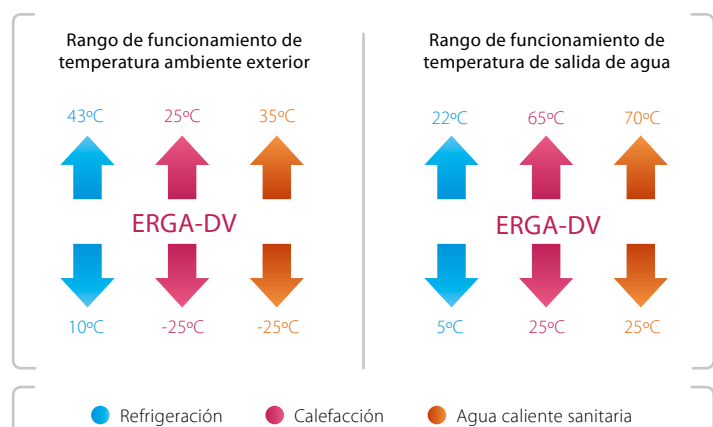 Rango de funcionamiento de
temperatura ambiente exterior
43ºC 25ºC 35ºC
ERGA-DV
10ºC -25ºC -25ºC
Rango de funcionamiento de
temperatura de salida de agua
22ºC 65ºC 70ºC
ERGA-DV
5ºC 25ºC 25ºC
Refrigeración Calefacción Agua caliente sanitaria